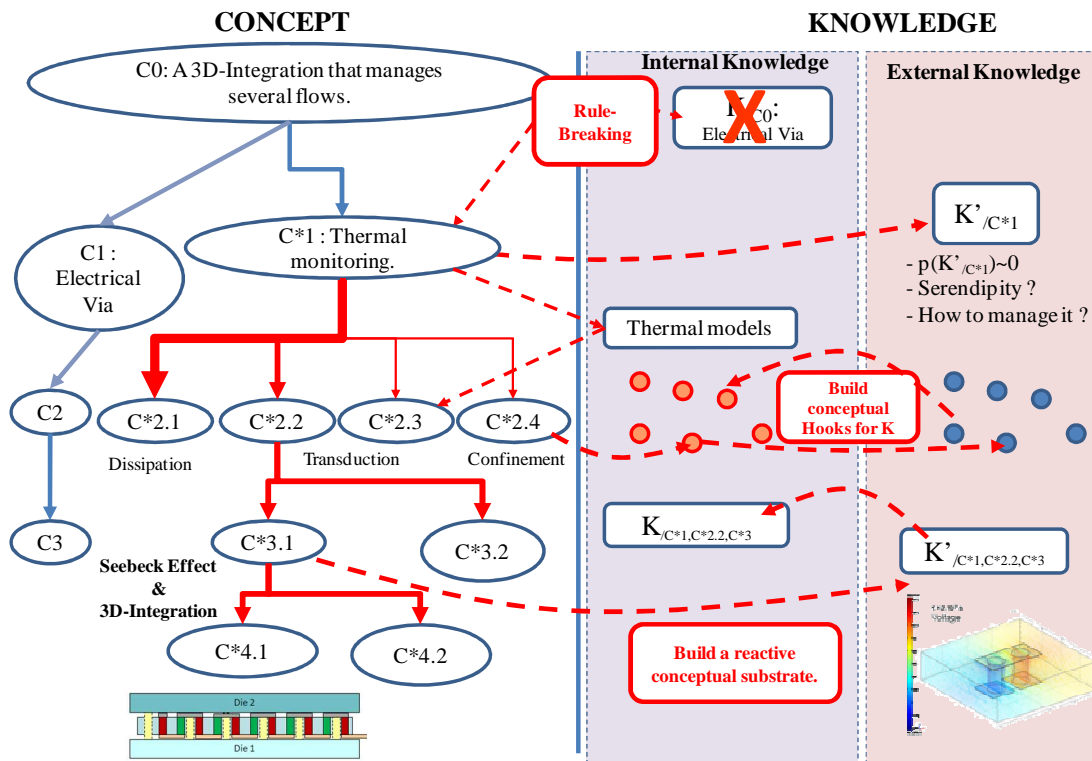 CONCEPT
KNOWLEDGE
C0: A 3D-Integration that manages
several flows.
Internal Knowledge
External Knowledge
Rule-
Breaking
K C0:
Electrical Via
X
K’/C*1
- p(K’/C*1)~0
- Serendipity ?
- How to manage it ?
C1 :
Electrical
Via
C*1 : Thermal
monitoring.
Thermal models
Build
conceptual
Hooks for K
C2
C*2.1
C*2.2
C*2.3
C*2.4
Dissipation
Transduction
Confinement
C3
C*3.1
C*3.2
K/C*1,C*2.2,C*3
K’/C*1,C*2.2,C*3
Seebeck Effect
&
3D-Integration
C*4.1
C*4.2
Build a reactive
conceptual substrate.
Die 2
Die 1